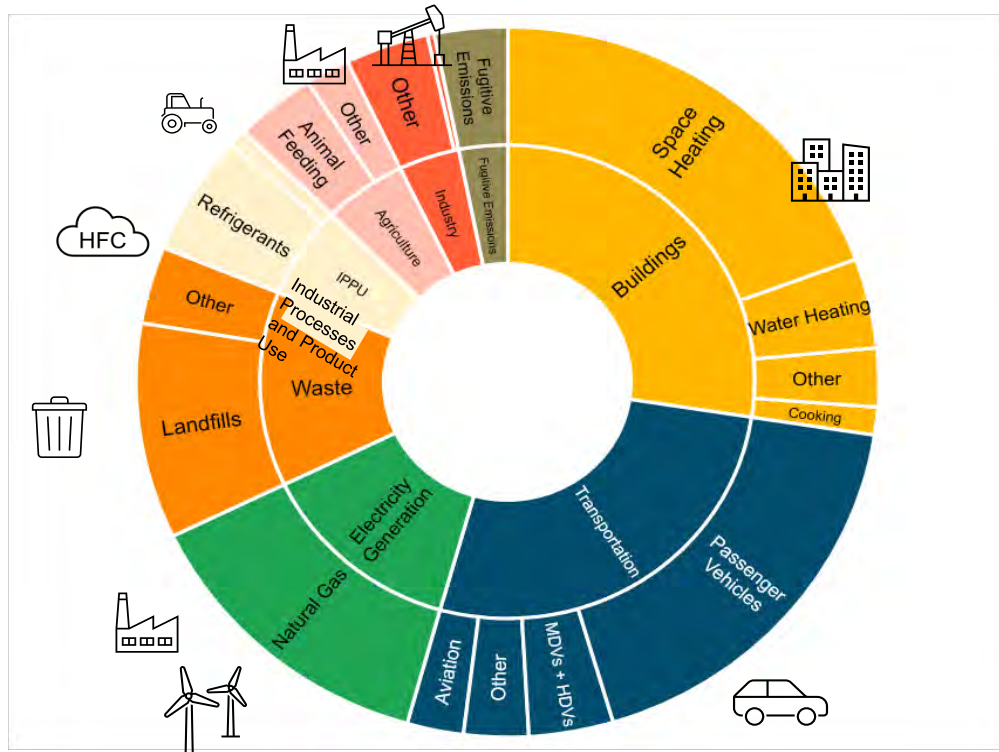 Space
Heating
Water Heating
Other
Cooking
Buildings
Passenger
Vehicles
MDVs + HDVs
Other
Aviation
Transportation
Natural Gas
Electricity
Generation
Landfills
Other
Waste
Refrigerants
IPPU
Industrial
Processes
and Product
Use
HFC
Animal
Feeding
Other
Agriculture
Other
Industry
Fugitive
Emissions
Fugitive Emissions